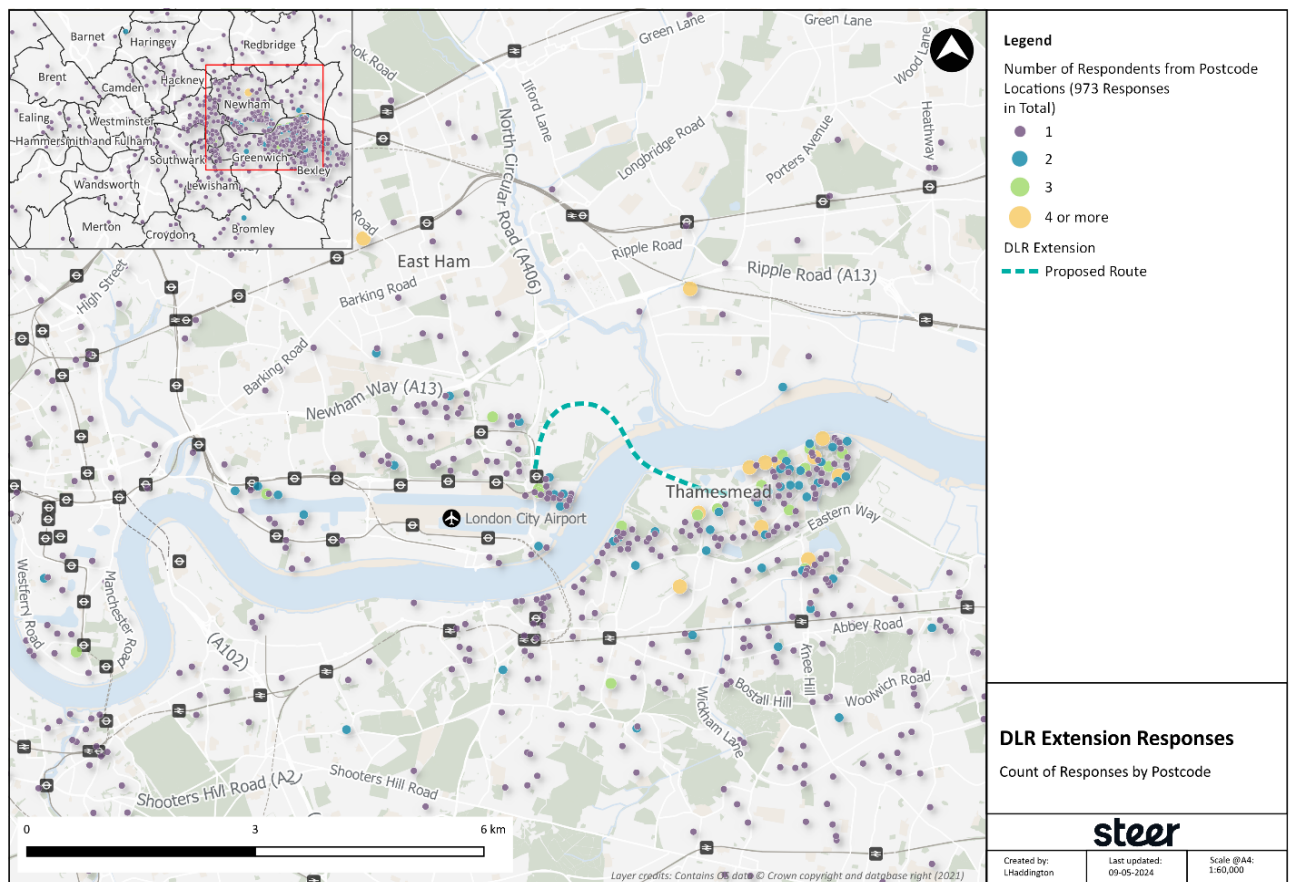 Barnet
Haringey
Redbridge
Brent
Hackney
Camden
Newham
Ealing
Westminster
Hammersmith and Fulham
Southwark
Greenwich
Bexley
Wandsworth
Lewisham
Merton
Croydon
Bromley
ook Road
Green Lane
Green Lane
Wood Lane
Ilford Lane
North Circular Road (A406)
Longbridge Road
Porters Avenue
Heathway
Road
East Ham
Ripple Road
Ripple Road (A13)
High Street
Barking Road
Barking Road
Newham Way (A13)
Thamesmead
London City Airport
Eastern Way
Westferry Road
Manchester Road
(A102)
Abbey Road
Knee Hill
Bostall Hill
Woolwich Road
Wickham Lane
Shooters Hill Road (A2
Shooters Hill Road
0
3
6 km
Layer credits: Contains OS data © Crown copyright and database right (2021)
Legend
Number of Respondents from Postcode
Locations (973 Responses
in Total)
1
2
3
4 or more
DLR Extension
Proposed Route
DLR Extension Responses
Count of Responses by Postcode
steer
Created by:
LHaddington
Last updated:
09-05-2024
Scale @A4:
1:60,000